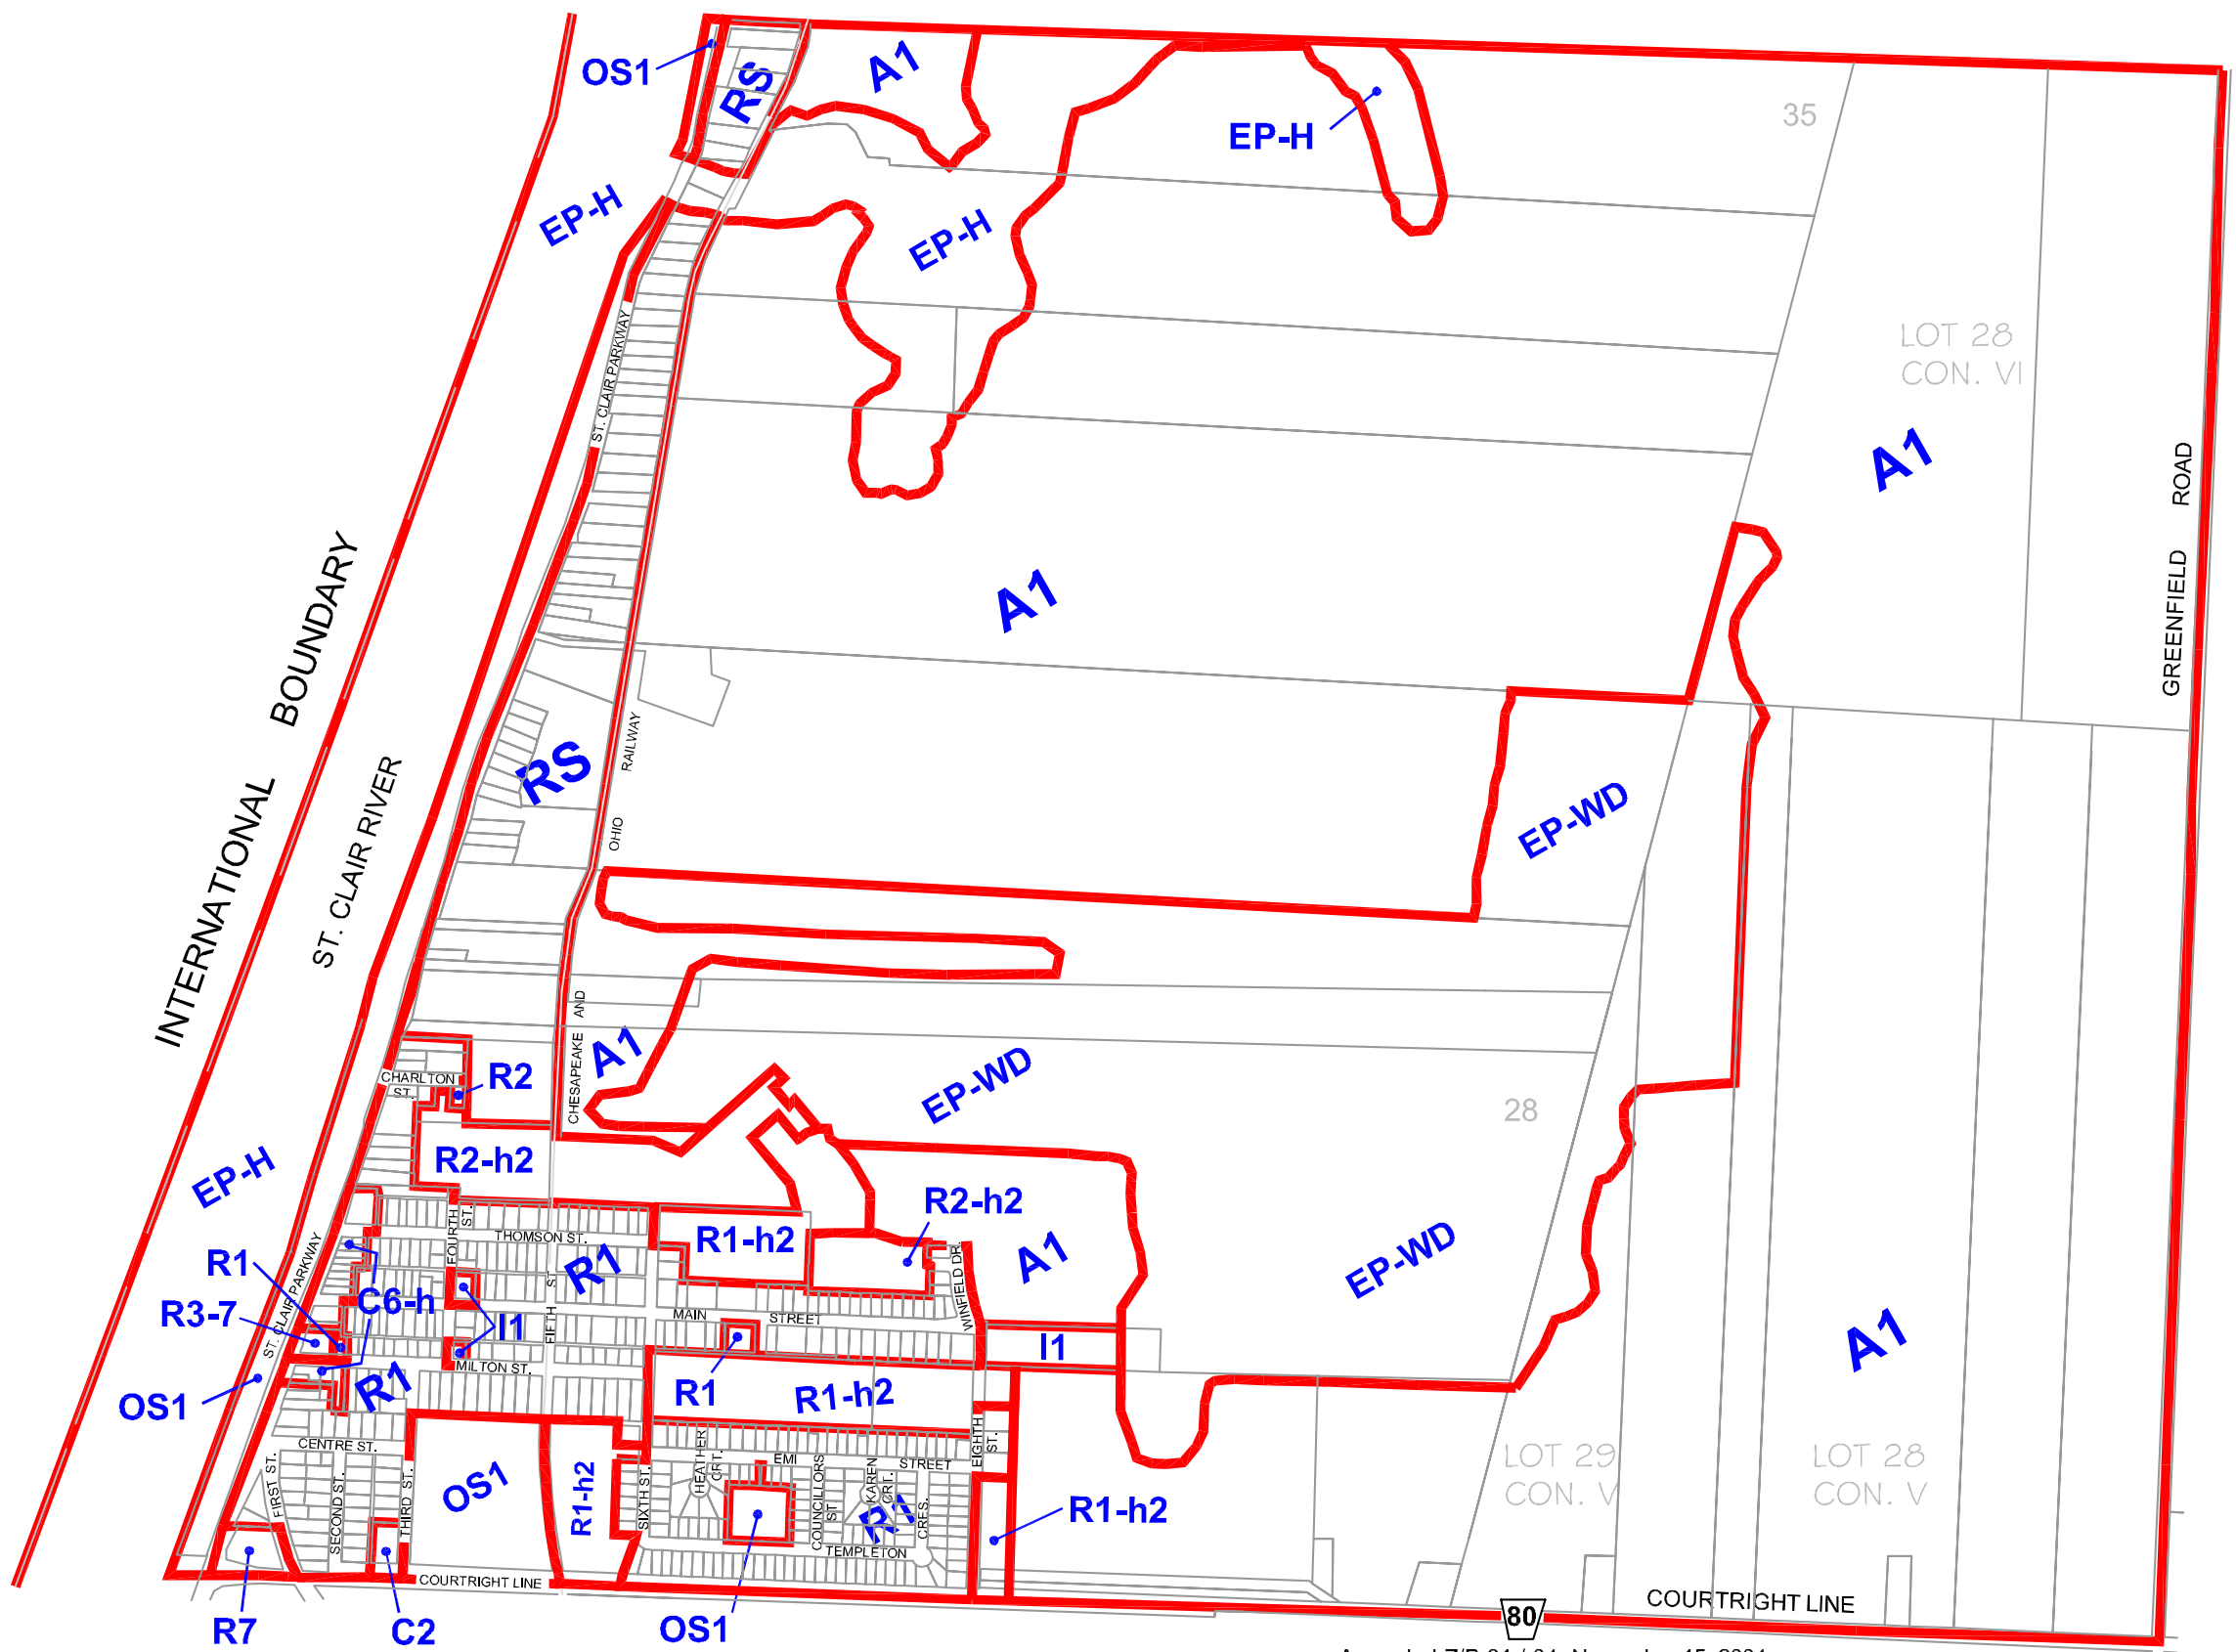 OS1
RS
A1
EP-H
35
EP-H
EP-H
LOT 28
CON. VI
A1
GREENFIELD ROAD
ST. CLAIR PARKWAY
A1
INTERNATIONAL BOUNDARY
ST. CLAIR RIVER
RS
CHESAPEAKE AND OHIO RAILWAY
EP-WD
A1
EP-WD
28
CHARLTON
ST.
R2
R2-h2
EP-H
R2-h2
R1-h2
A1
EP-WD
FOURTH ST.
THOMSON ST.
R1
FIFTH ST.
ST. CLAIR PARKWAY
R1
C6-h
R3-7
I1
MAIN STREET
WINFIELD DR.
I1
A1
MILTON ST.
R1
R1
R1-h2
OS1
CENTRE ST.
FIRST ST.
SECOND ST.
THIRD ST.
OS1
R1-h2
SIXTH ST.
HEATHER
CRT.
EMI STREET
COUNCILLORS
ST
KAREN
CRT.
CRES.
R1
EIGHTH
ST.
TEMPLETON
R1-h2
LOT 29
CON. V
LOT 28
CON. V
COURTRIGHT LINE
80
COURTRIGHT LINE
R7
C2
OS1